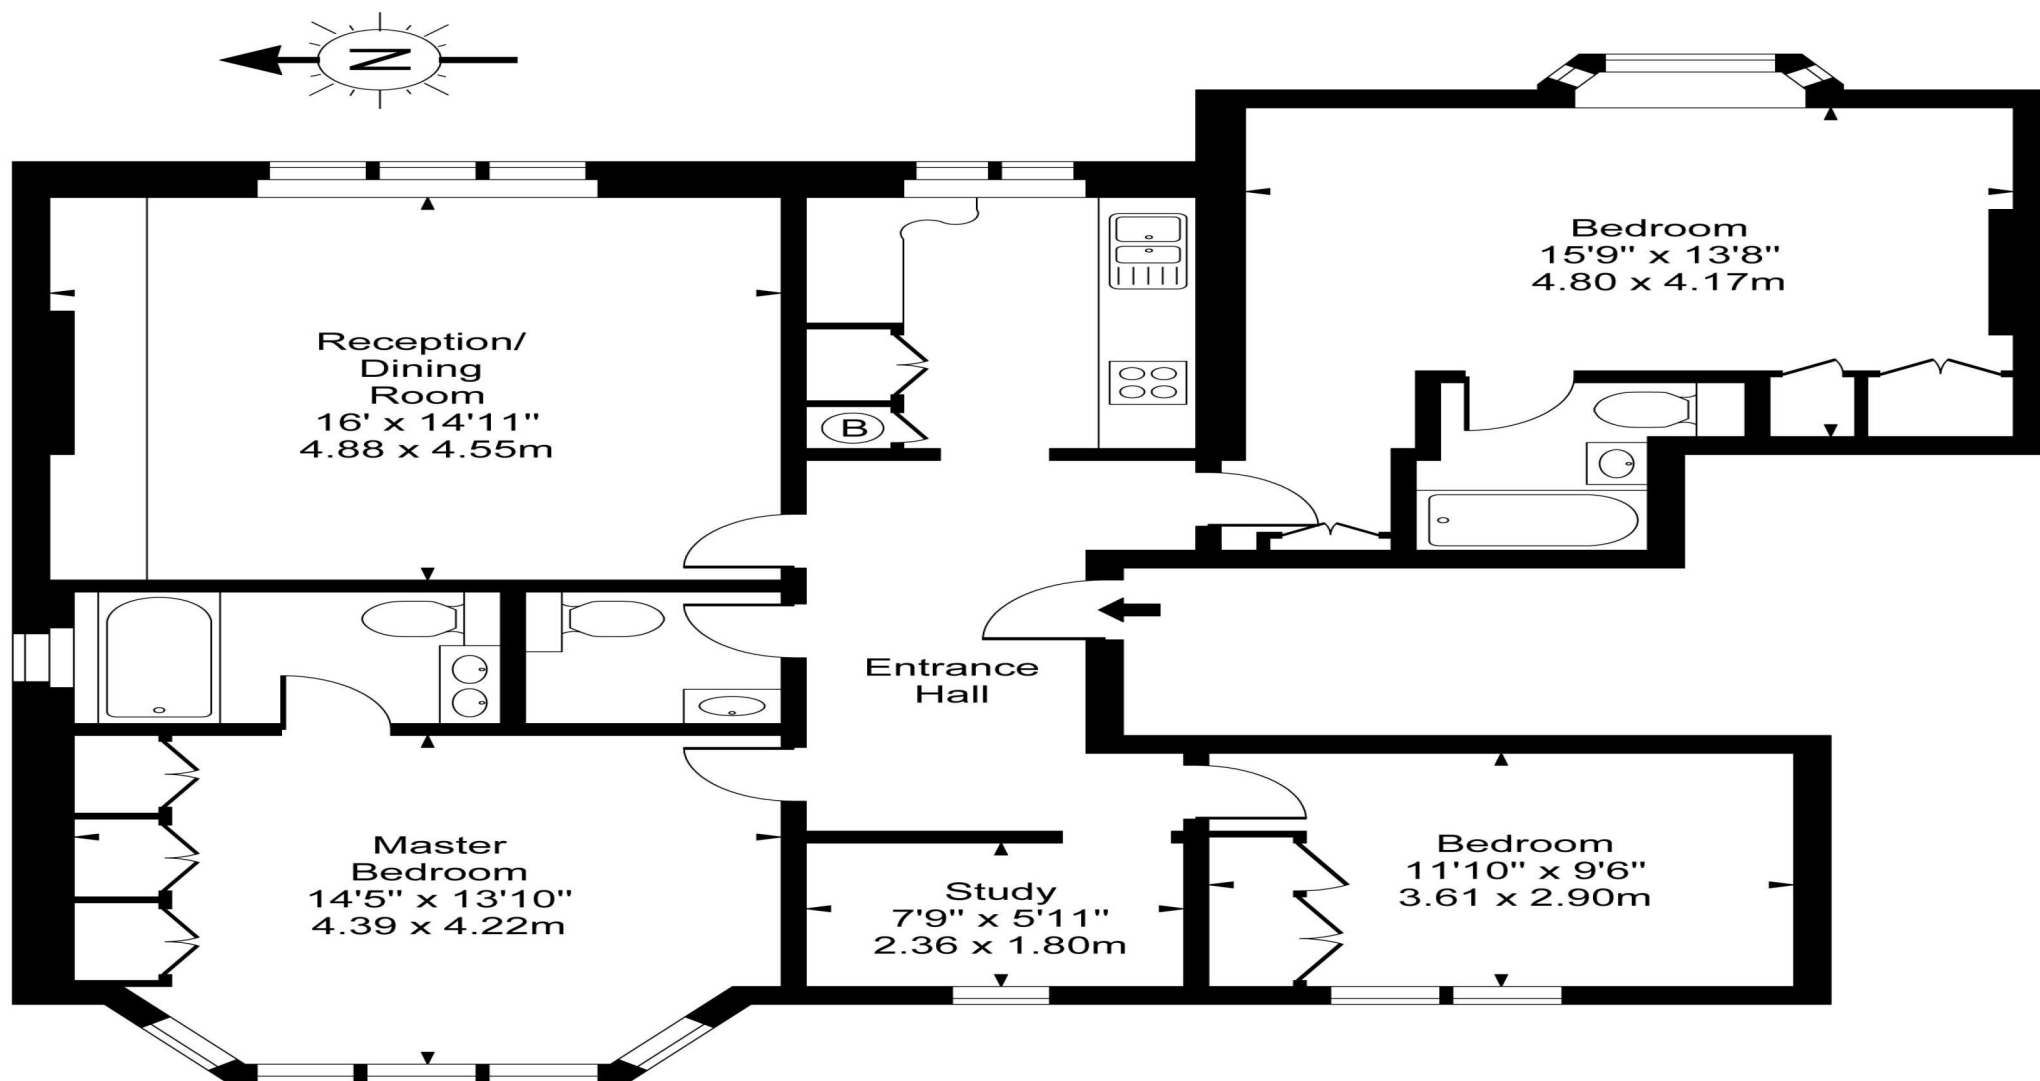 N
Bedroom
15'9" x 13'8"
4.80 x 4.17m
Reception/
Dining
Room
16' x 14'11"
4.88 x 4.55m
B
Entrance
Hall
Master
Bedroom
14'5" x 13'10"
4.39 x 4.22m
Study
7'9" x 5'11"
2.36 x 1.80m
Bedroom
11'10" x 9'6"
3.61 x 2.90m